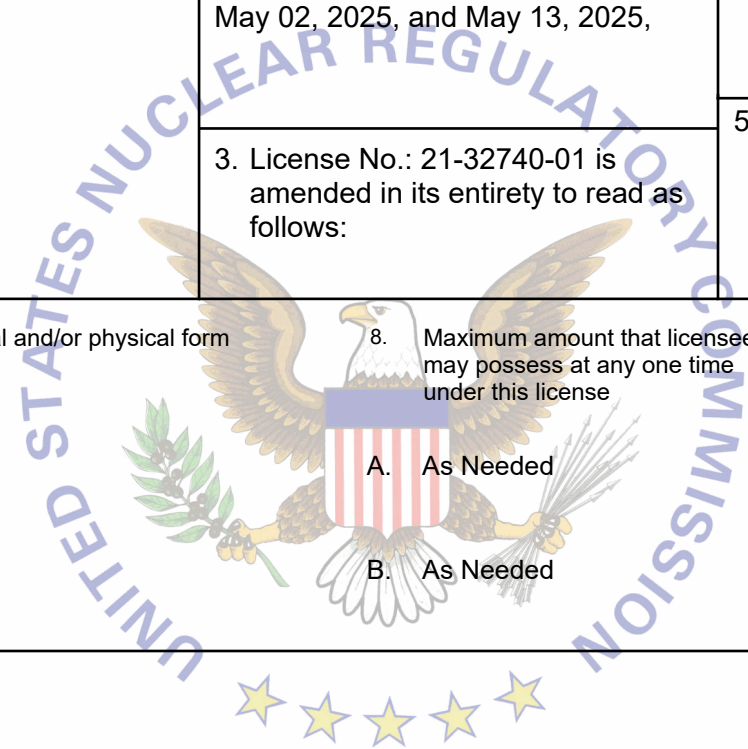 May 02, 2025, and May 13, 2025,
5
3. License No.: 21-32740-01 is
amended in its entirety to read as
follows:
l and/or physical form
8. Maximum amount that licensee
may possess at any one time
under this license
A. As Needed
B. As Needed
UNITED STATES NUCLEAR REGULATORY COMMISSION